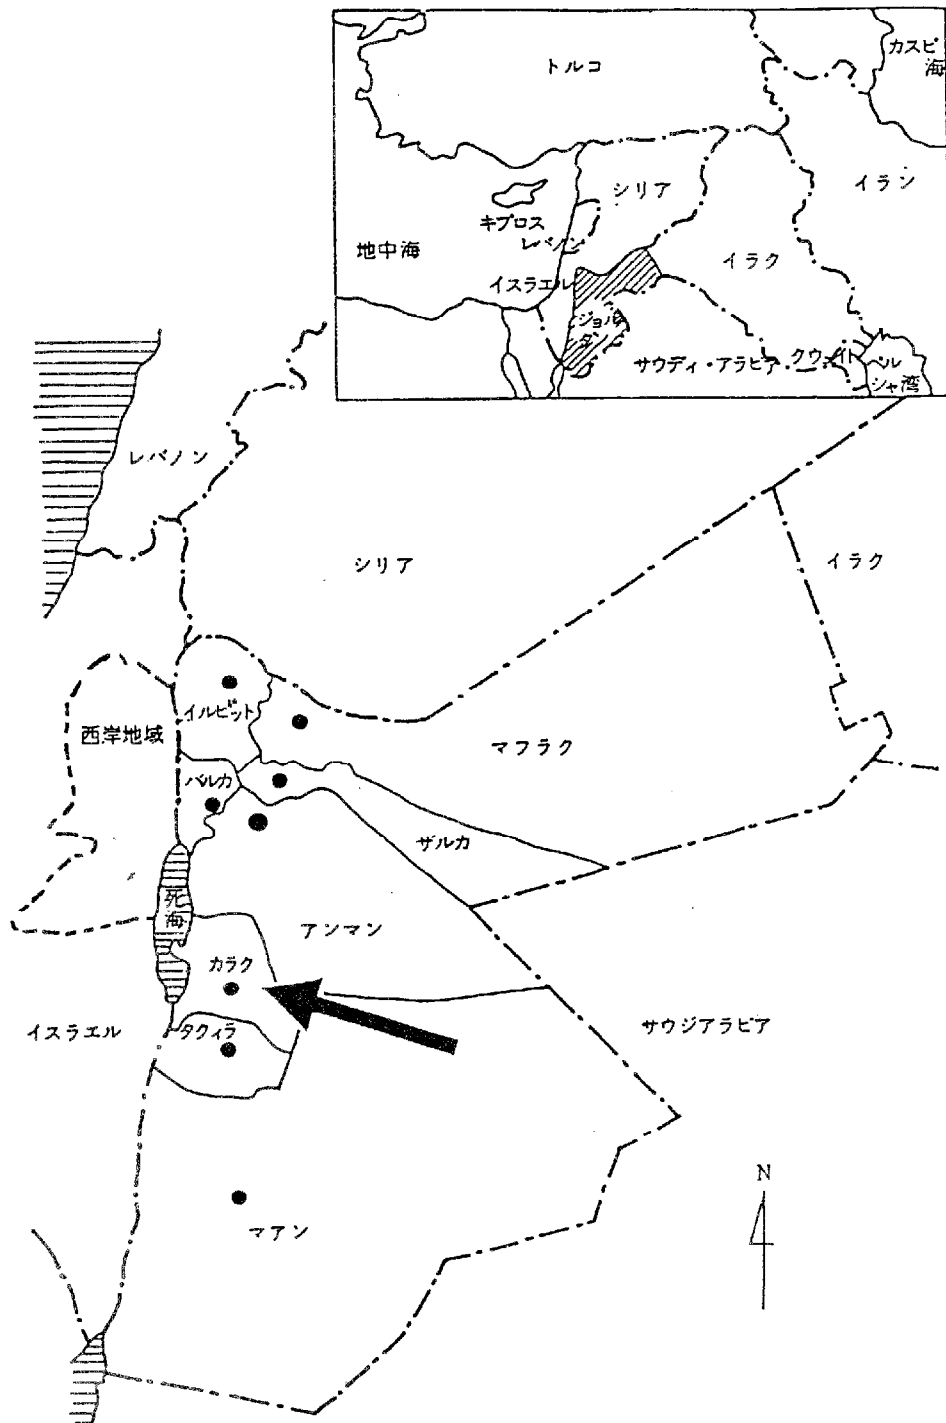 カスピ
海
トルコ
イラン
シリア
キプロス
レバノン
地中海
イラク
イスラエル
ジョル
ダン
サウディ・アラビア
クウェイト
ペル
シャ湾
レバノン
シリア
イラク
イルビット
西岸地域
マフラク
バルカ
ザルカ
死海
アンマン
カラク
イスラエル
タクィラ
サウジアラビア
N
マアン